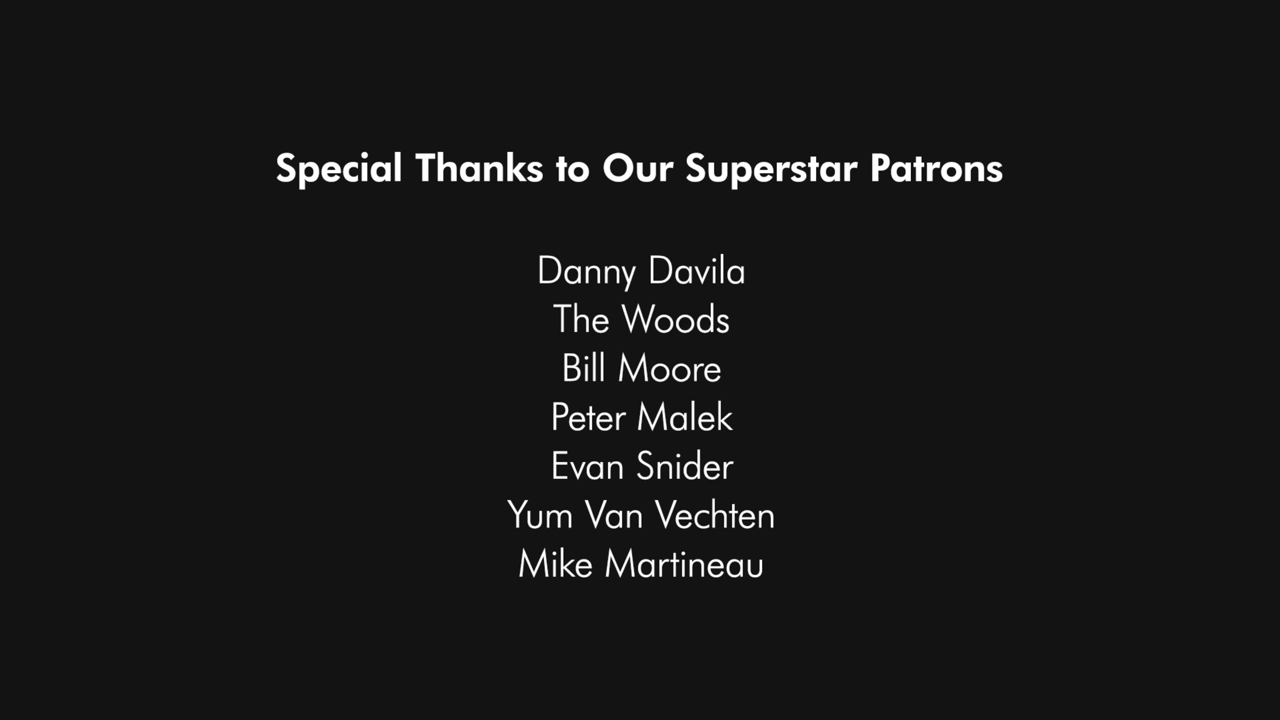 Special Thanks to Our Superstar Patrons
Danny Davila
The Woods
Bill Moore
Peter Malek
Evan Snider
Yum Van Vechten
Mike Martineau